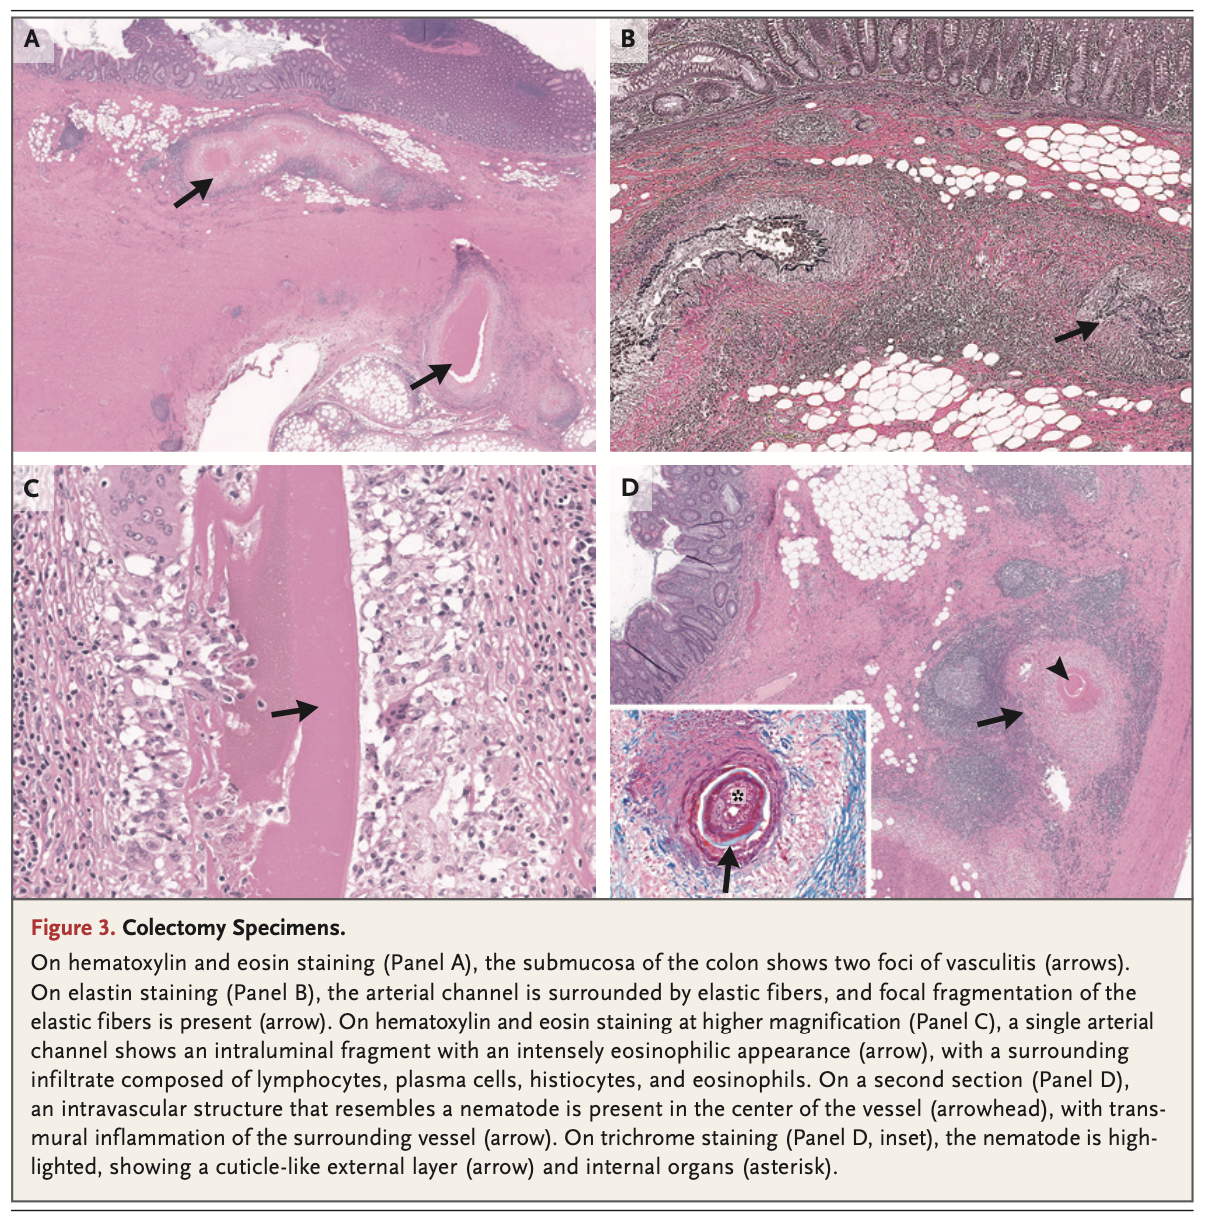 A
B
C
D
*
Figure 3. Colectomy Specimens.
On hematoxylin and eosin staining (Panel A), the submucosa of the colon shows two foci of vasculitis (arrows).
On elastin staining (Panel B), the arterial channel is surrounded by elastic fibers, and focal fragmentation of the
elastic fibers is present (arrow). On hematoxylin and eosin staining at higher magnification (Panel C), a single arterial
channel shows an intraluminal fragment with an intensely eosinophilic appearance (arrow), with a surrounding
infiltrate composed of lymphocytes, plasma cells, histiocytes, and eosinophils. On a second section (Panel D),
an intravascular structure that resembles a nematode is present in the center of the vessel (arrowhead), with trans-
mural inflammation of the surrounding vessel (arrow). On trichrome staining (Panel D, inset), the nematode is high-
lighted, showing a cuticle-like external layer (arrow) and internal organs (asterisk).